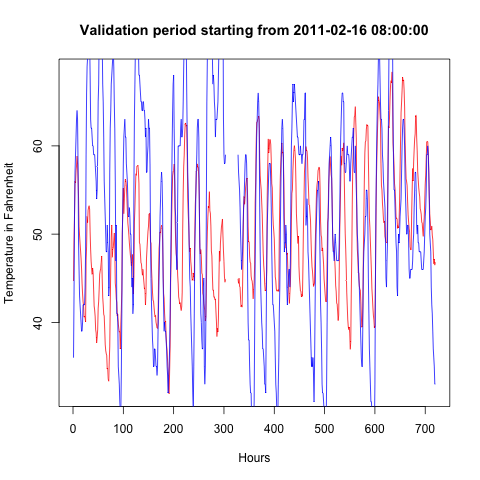 Validation period starting from 2011-02-16 08:00:00
Temperature in Fahrenheit
60
50
40
0 100 200 300 400 500 600 700
Hours